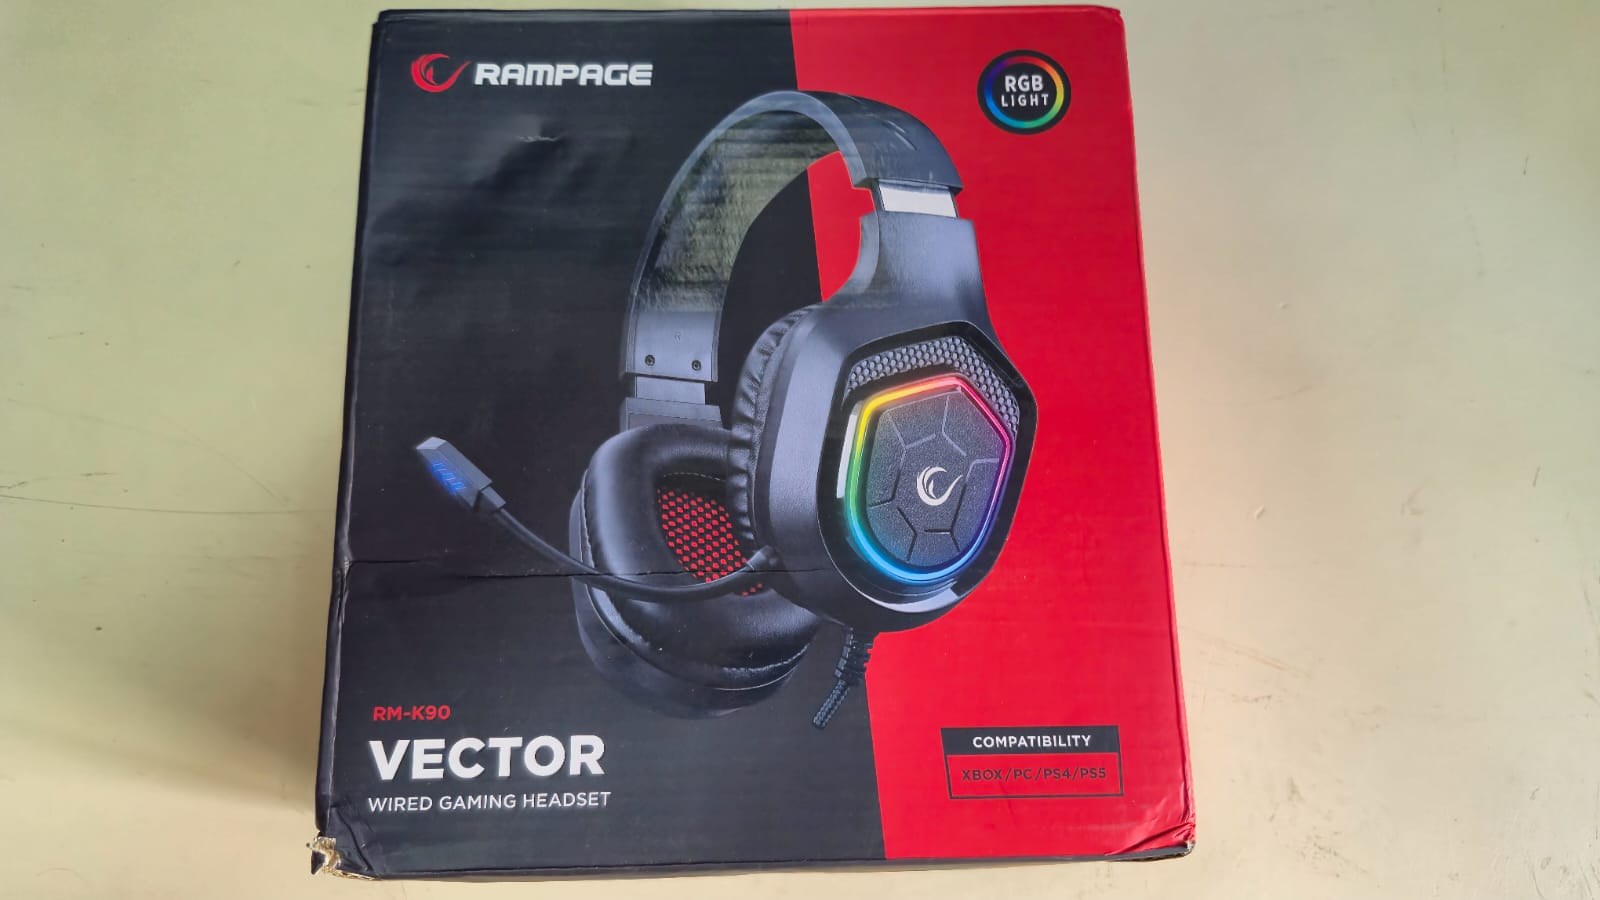 RAMPAGE
RGB
LIGHT
RM-K90
VECTOR
WIRED GAMING HEADSET
COMPATIBILITY
XBOX/PC/PS4/PS5